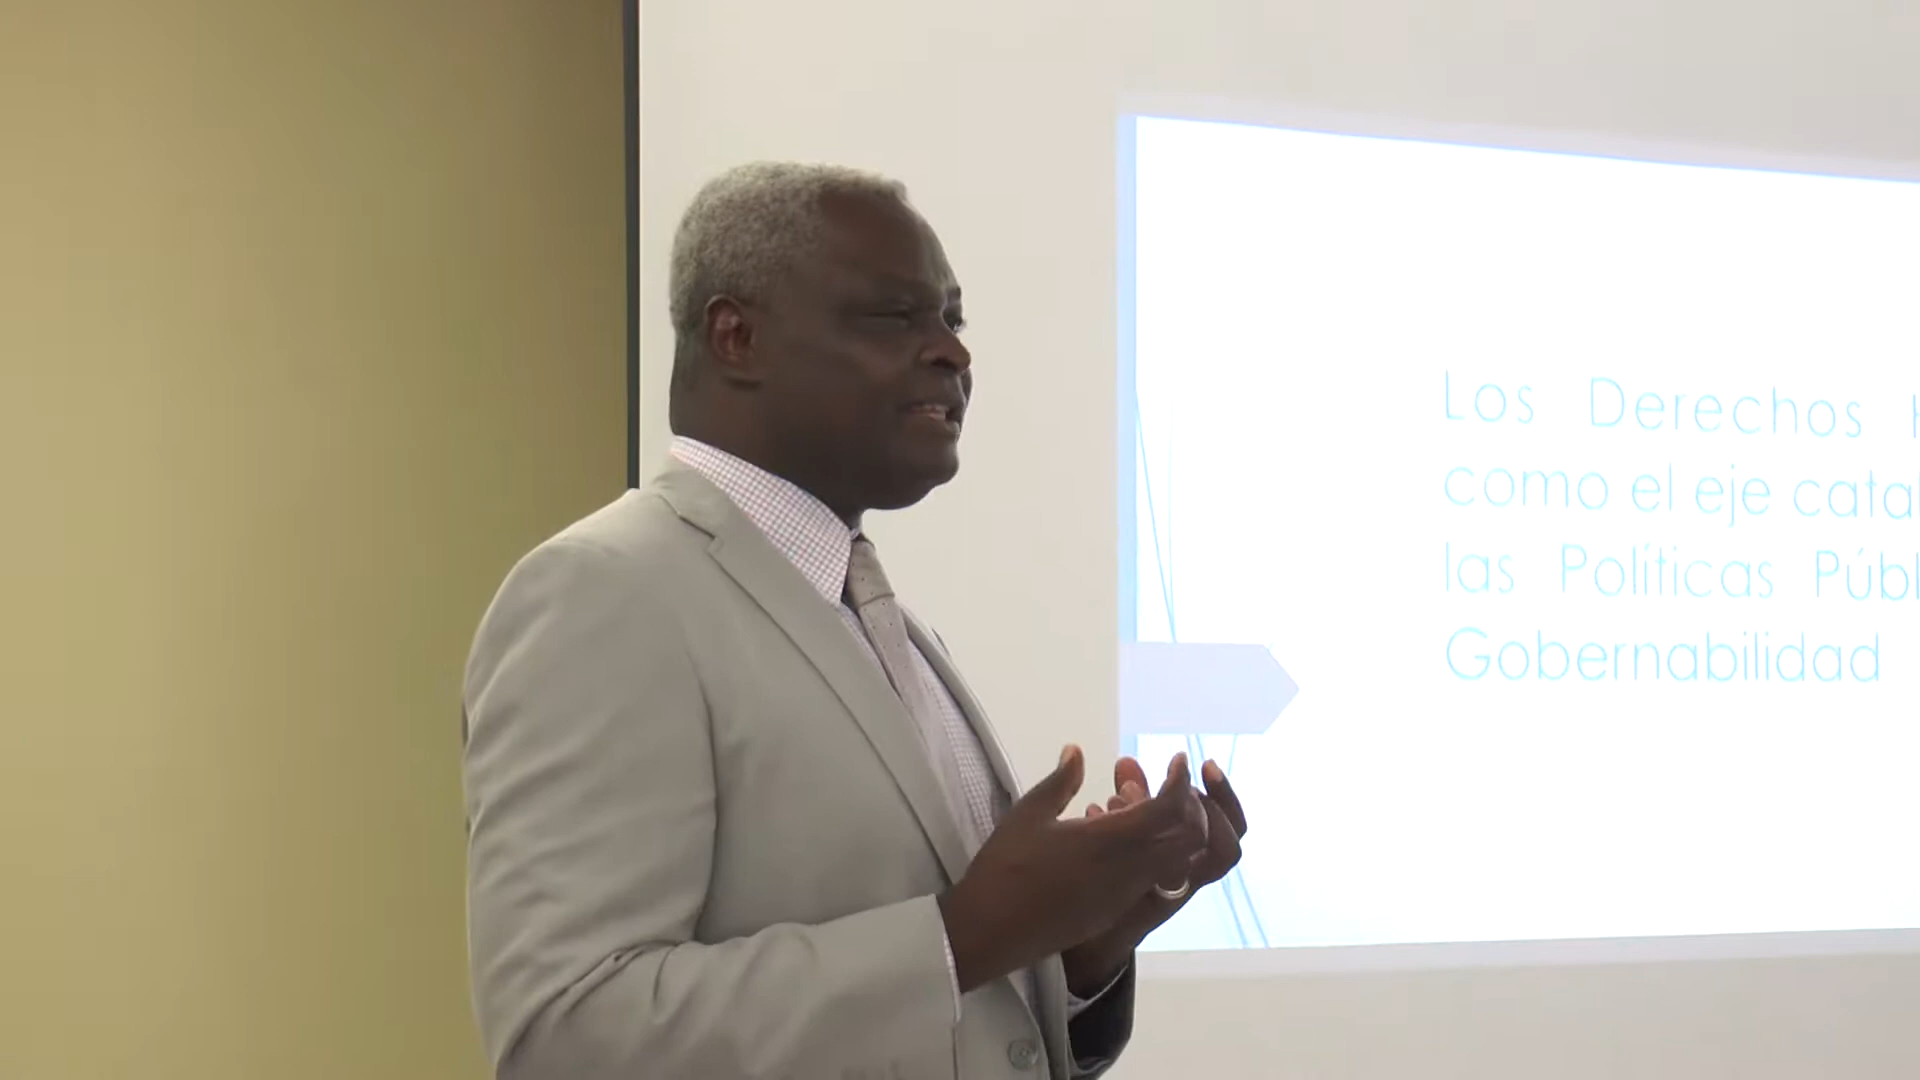 Los Derechos
como el eje
las Políticas
Gobernabilidad